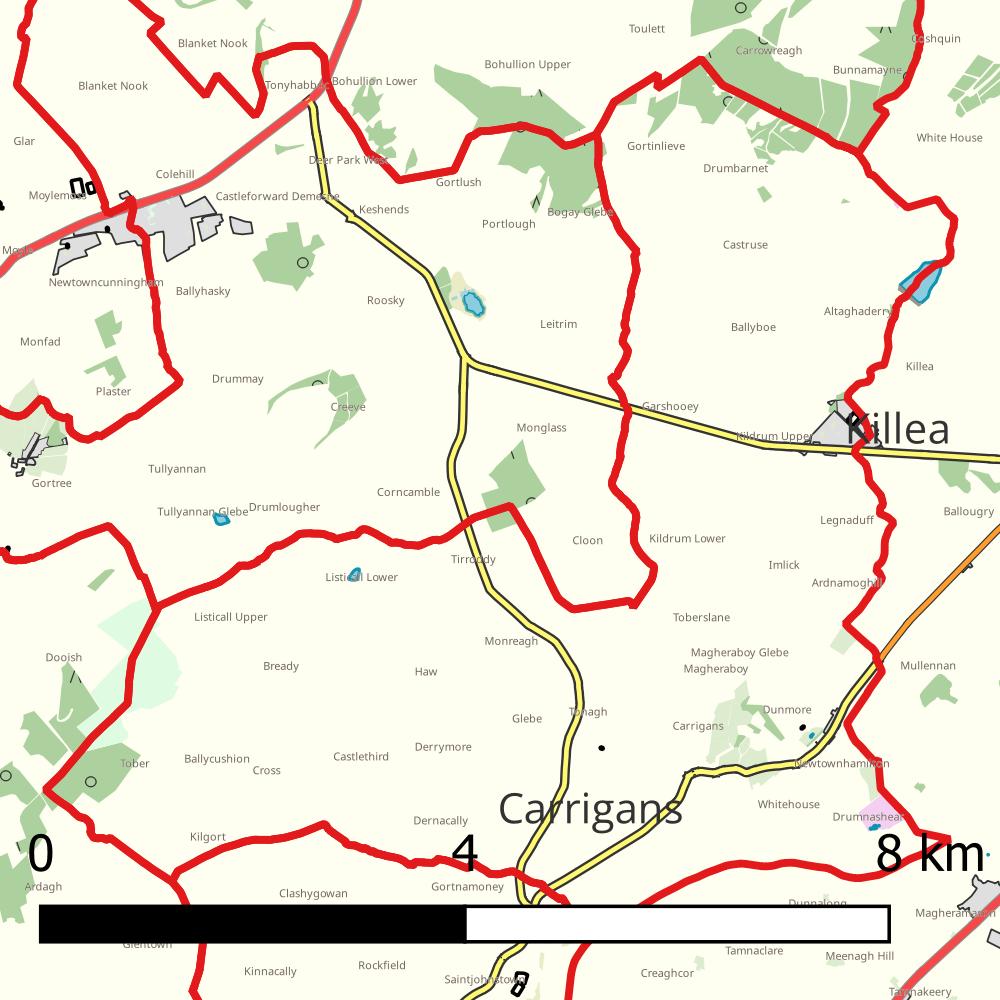 Toulett
Coshquin
Blanket Nook
Carrowreagh
Bohullion Upper
Bunnamayne
Blanket Nook
Tonyhabboc
Bohullion Lower
White House
Glar
Gortinlieve
Deer Park West
Drumbarnet
Colehill
Gortlush
Moylemoss
Castleforward Demesne
Keshends
Bogay Glebe
Portlough
Castruse
Moyle
Newtowncunningham
Ballyhasky
Roosky
Altaghaderry
Leitrim
Ballyboe
Monfad
Killea
Drummay
Plaster
Creeve
Garshooey
Monglass
Kildrum Upper
Killea
Tullyannan
Gortree
Corncamble
Tullyannan Glebe
Drumlougher
Ballougry
Legnaduff
Cloon
Kildrum Lower
Tirroddy
Imlick
Listicall Lower
Ardnamoghil
Listicall Upper
Toberslane
Monreagh
Magheraboy Glebe
Dooish
Bready
Haw
Magheraboy
Mullennan
Glebe
Tonagh
Dunmore
Carrigans
Derrymore
Ballycushion
Castlethird
Tober
Cross
Newtownhamilton
Carrigans
Whitehouse
Dernacally
Drumnashear
Kilgort
0 4 8 km
Ardagh
Clashygowan
Gortnamoney
Dunnalong
Magheramason
Glentown
Tamnaclare
Meenagh Hill
Kinnacally
Rockfield
Saintjohnstown
Creaghcor
Tamnakeery